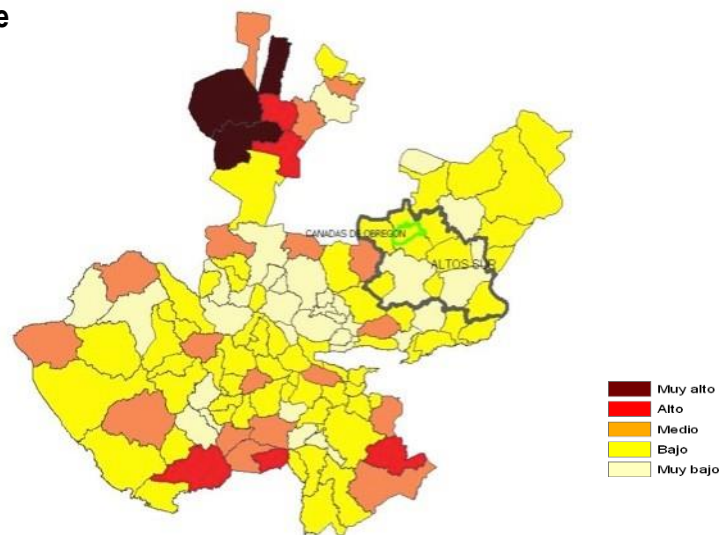 e
CAÑADAS DE OBREGÓN
ALTOS SUR
Muy alto
Alto
Medio
Bajo
Muy bajo